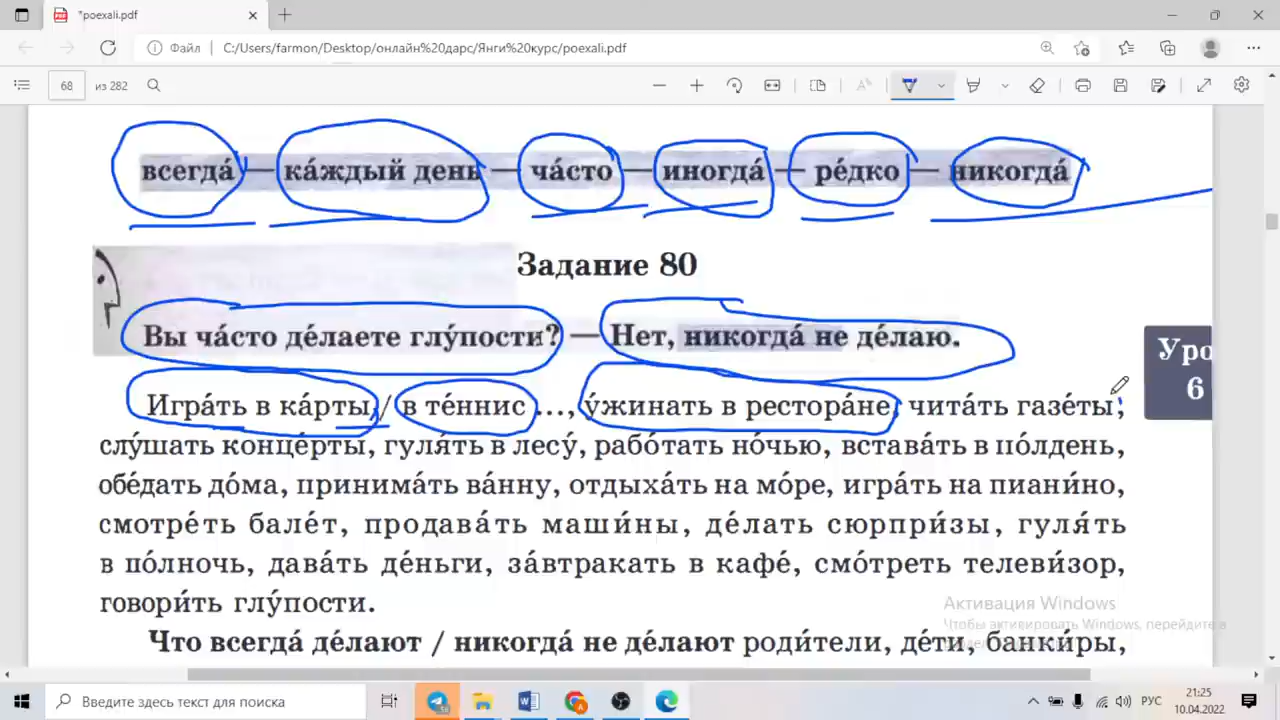 *poexali.pdf
Файл C:/Users/farmon/Desktop/онлайн%20дарс/Янги%20курс/poexali.pdf
68 из 282
всегда́ — ка́ждый день — ча́сто — иногда́ — ре́дко — никогда́
Задание 80
Вы ча́сто де́лаете глу́пости? — Нет, никогда́ не де́лаю.
Уро
6
Игра́ть в ка́рты, / в те́ннис ..., у́жинать в рестора́не, чита́ть газе́ты,
слу́шать конце́рты, гуля́ть в лесу́, рабо́тать но́чью, встава́ть в по́лдень,
обе́дать до́ма, принима́ть ва́нну, отдыха́ть на мо́ре, игра́ть на пиани́но,
смотре́ть бале́т, продава́ть маши́ны, де́лать сюрпри́зы, гуля́ть
в по́лночь, дава́ть де́ньги, за́втракать в кафе́, смо́треть телеви́зор,
говори́ть глу́пости.
Что всегда́ де́лают / никогда́ не де́лают роди́тели, де́ти, банки́ры,
Активация Windows
Чтобы активировать Windows, перейдите в
Введите здесь текст для поиска
РУС
21:25
10.04.2022